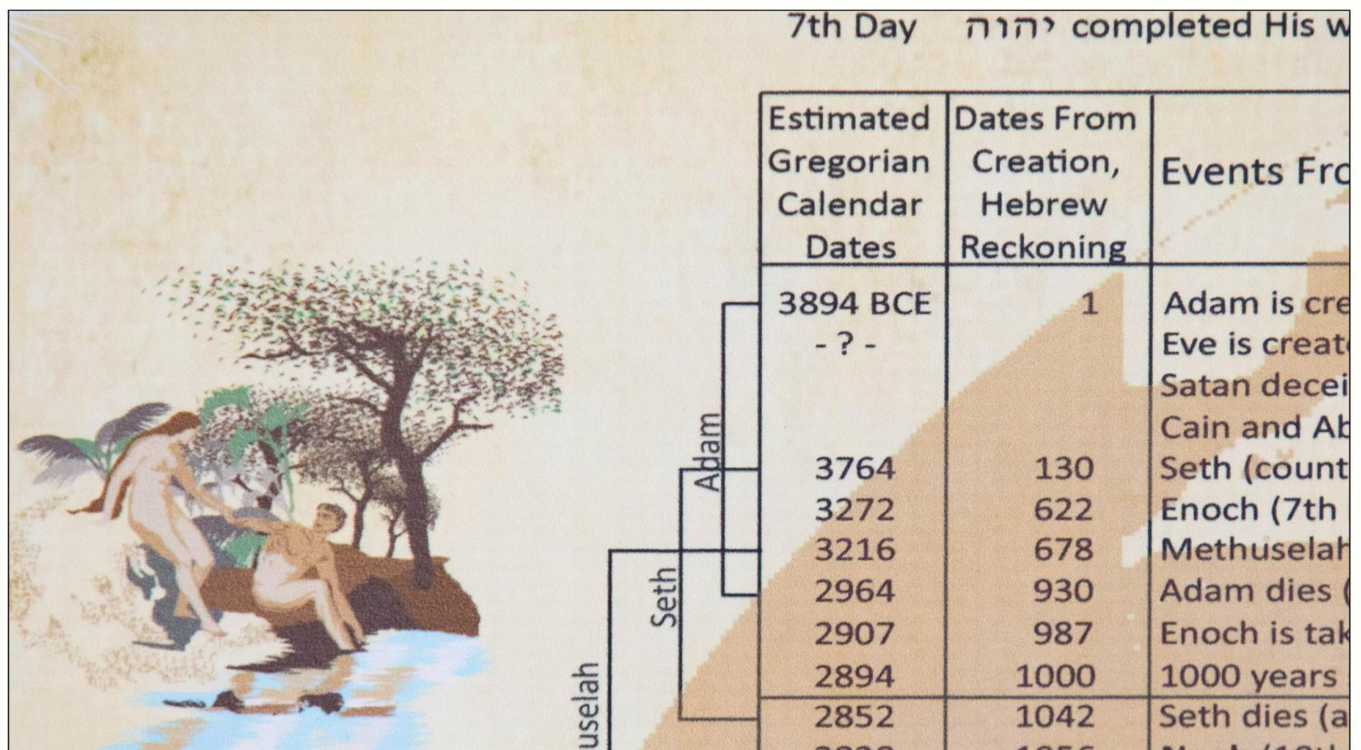 7th Day יהוה completed His w
Estimated Gregorian Calendar Dates
Dates From Creation, Hebrew Reckoning
Events Fro
3894 BCE 1 Adam is cre
- ? - Eve is creat
Satan decei
Cain and Ab
3764 130 Seth (count
3272 622 Enoch (7th
3216 678 Methuselah
2964 930 Adam dies (
2907 987 Enoch is tak
2894 1000 1000 years
2852 1042 Seth dies (a
Adam
Seth
uselah